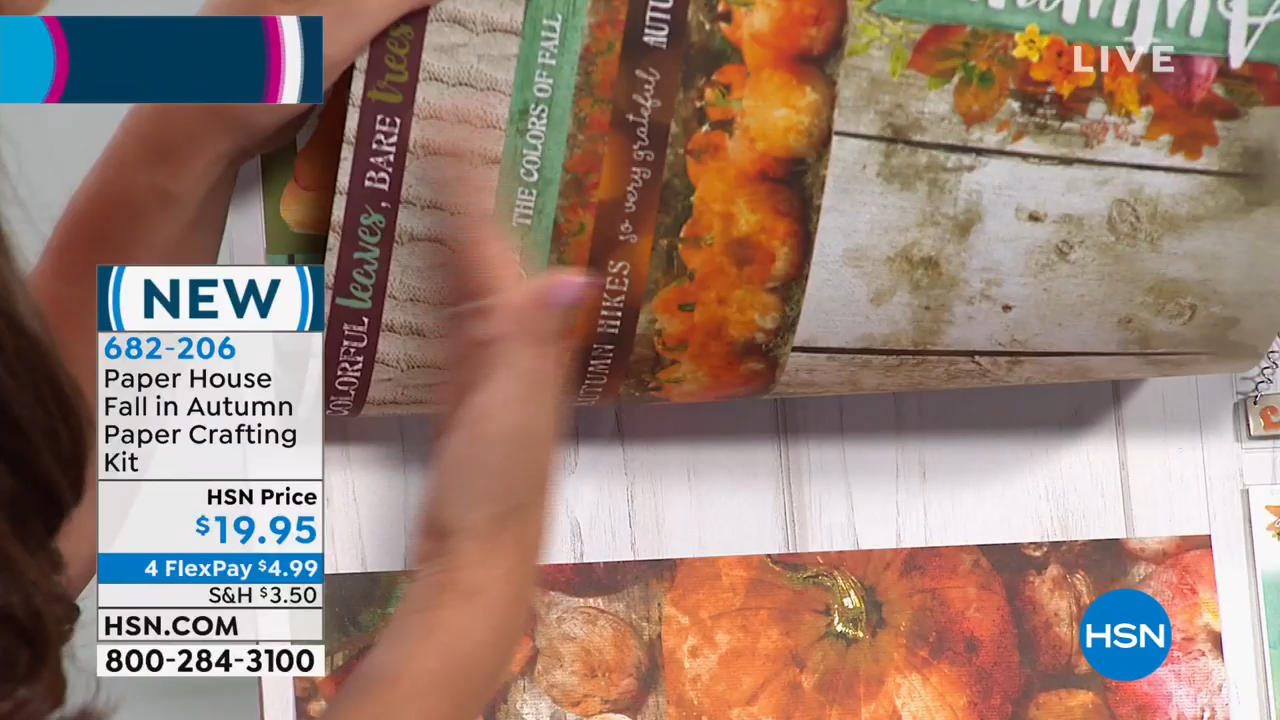 LIVE
NEW
682-206
Paper House
Fall in Autumn
Paper Crafting
Kit
HSN Price
$19.95
4 FlexPay $4.99
S&H $3.50
HSN.COM
800-284-3100
COLORFUL leaves, BARE trees
THE COLORS OF FALL
AUTUMN HIKES so very grateful AUTU
Autumn
HSN